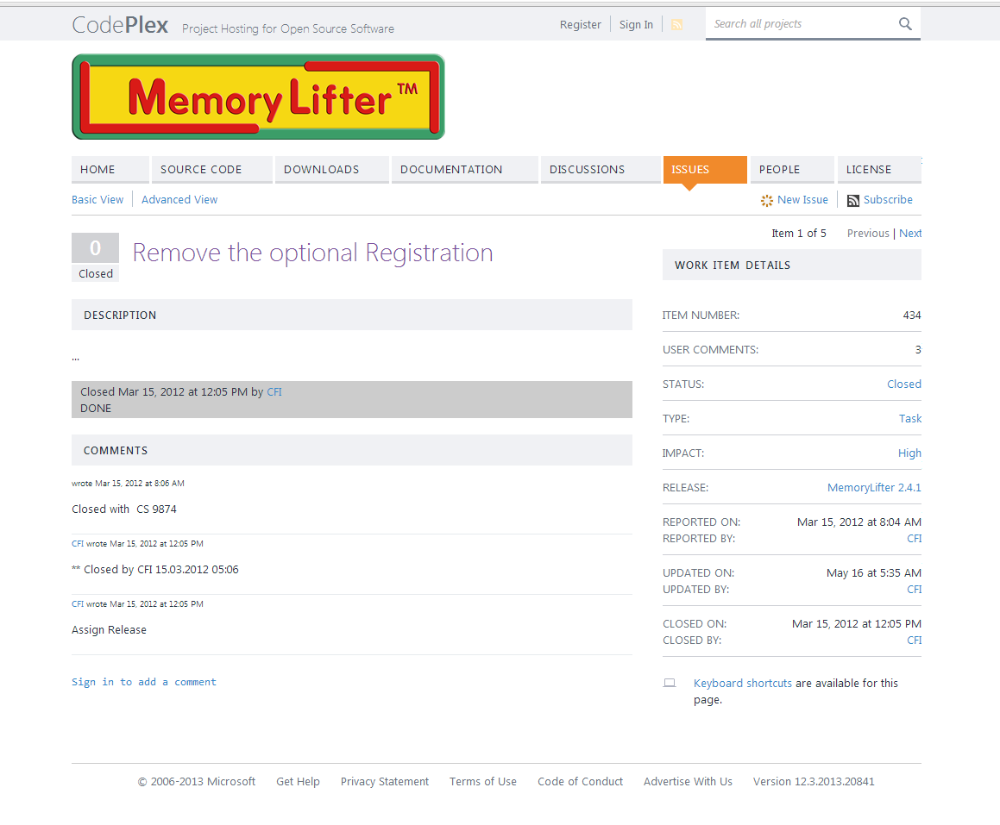 CodePlex Project Hosting for Open Source Software
Register Sign In Search all projects
Memory Lifter™
HOME SOURCE CODE DOWNLOADS DOCUMENTATION DISCUSSIONS ISSUES PEOPLE LICENSE
Basic View Advanced View New Issue Subscribe
Item 1 of 5 Previous | Next
0
Closed
Remove the optional Registration
DESCRIPTION
...
Closed Mar 15, 2012 at 12:05 PM by CFI
DONE
COMMENTS
wrote Mar 15, 2012 at 8:06 AM
Closed with CS 9874
CFI wrote Mar 15, 2012 at 12:05 PM
** Closed by CFI 15.03.2012 05:06
CFI wrote Mar 15, 2012 at 12:05 PM
Assign Release
Sign in to add a comment
WORK ITEM DETAILS
ITEM NUMBER: 434
USER COMMENTS: 3
STATUS: Closed
TYPE: Task
IMPACT: High
RELEASE: MemoryLifter 2.4.1
REPORTED ON: Mar 15, 2012 at 8:04 AM
REPORTED BY: CFI
UPDATED ON: May 16 at 5:35 AM
UPDATED BY: CFI
CLOSED ON: Mar 15, 2012 at 12:05 PM
CLOSED BY: CFI
Keyboard shortcuts are available for this
page.
© 2006-2013 Microsoft Get Help Privacy Statement Terms of Use Code of Conduct Advertise With Us Version 12.3.2013.20841